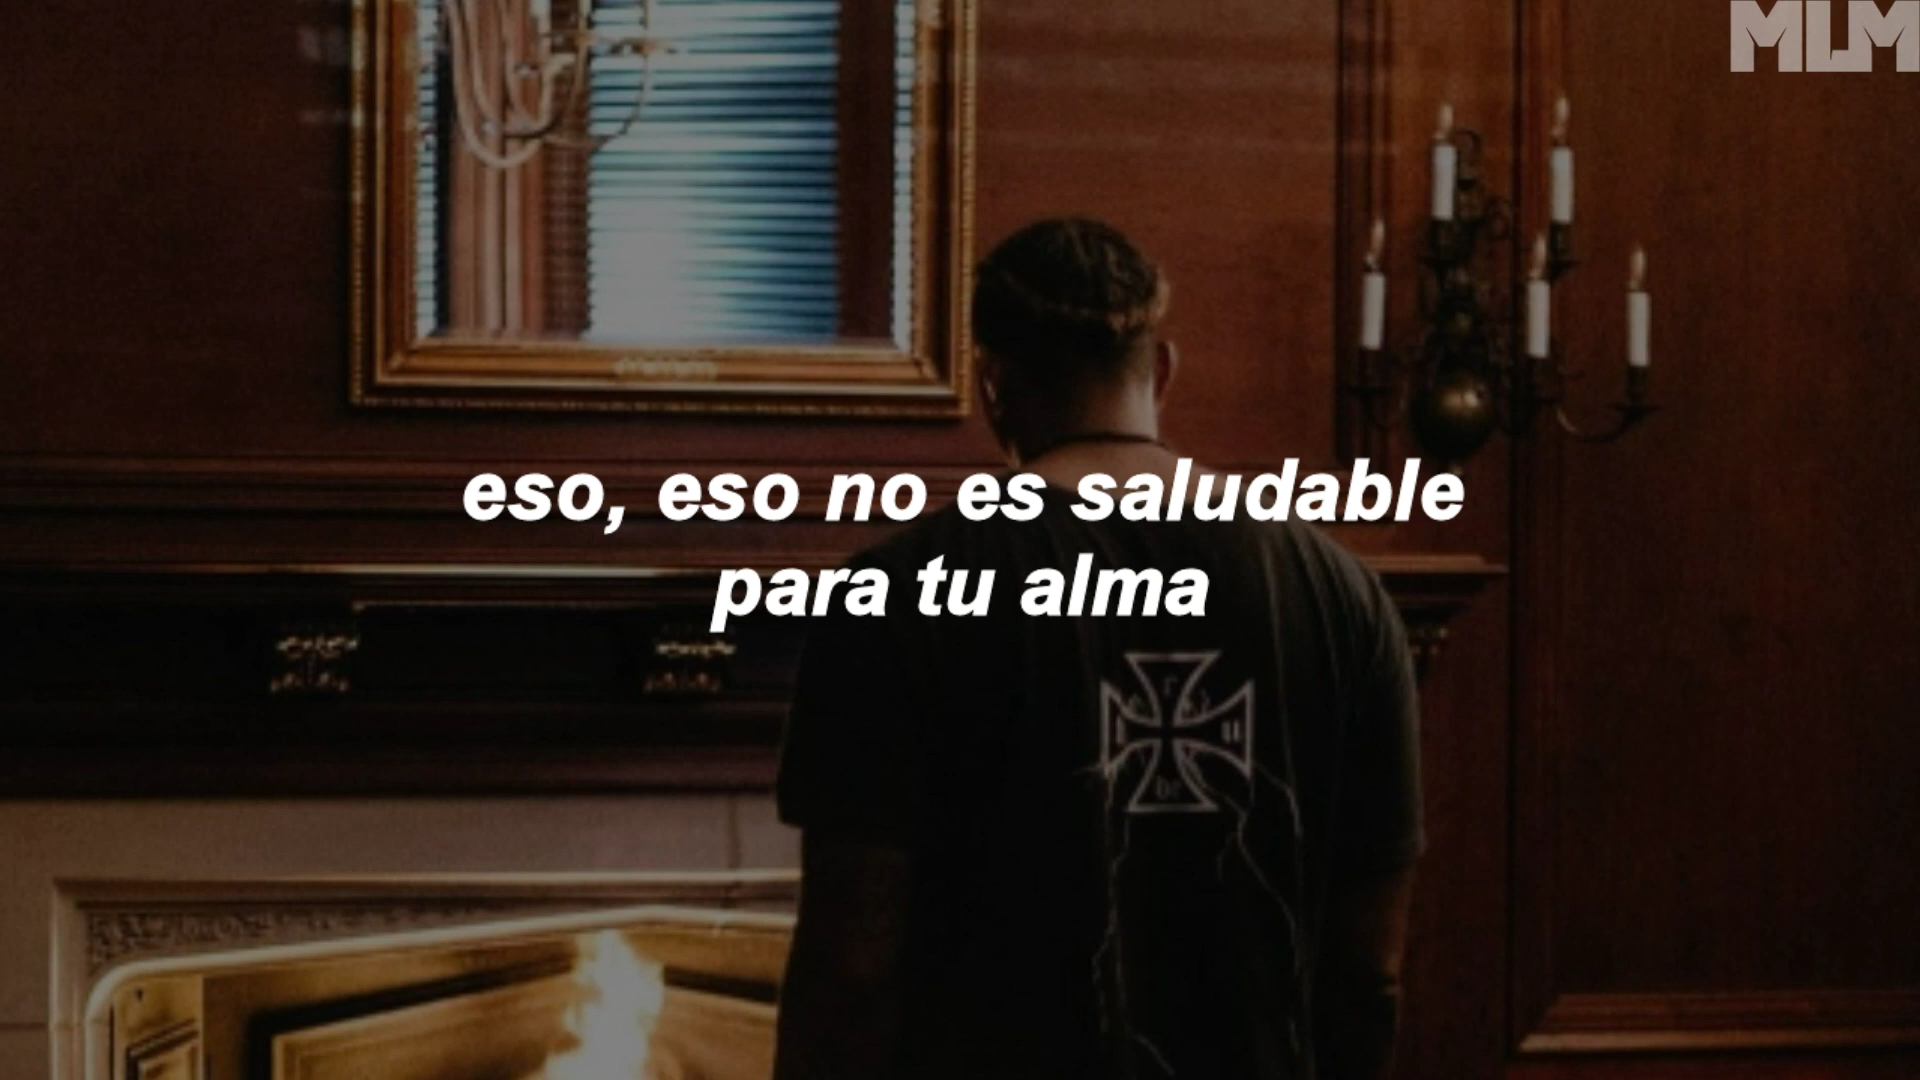 MLM
eso, eso no es saludable
para tu alma